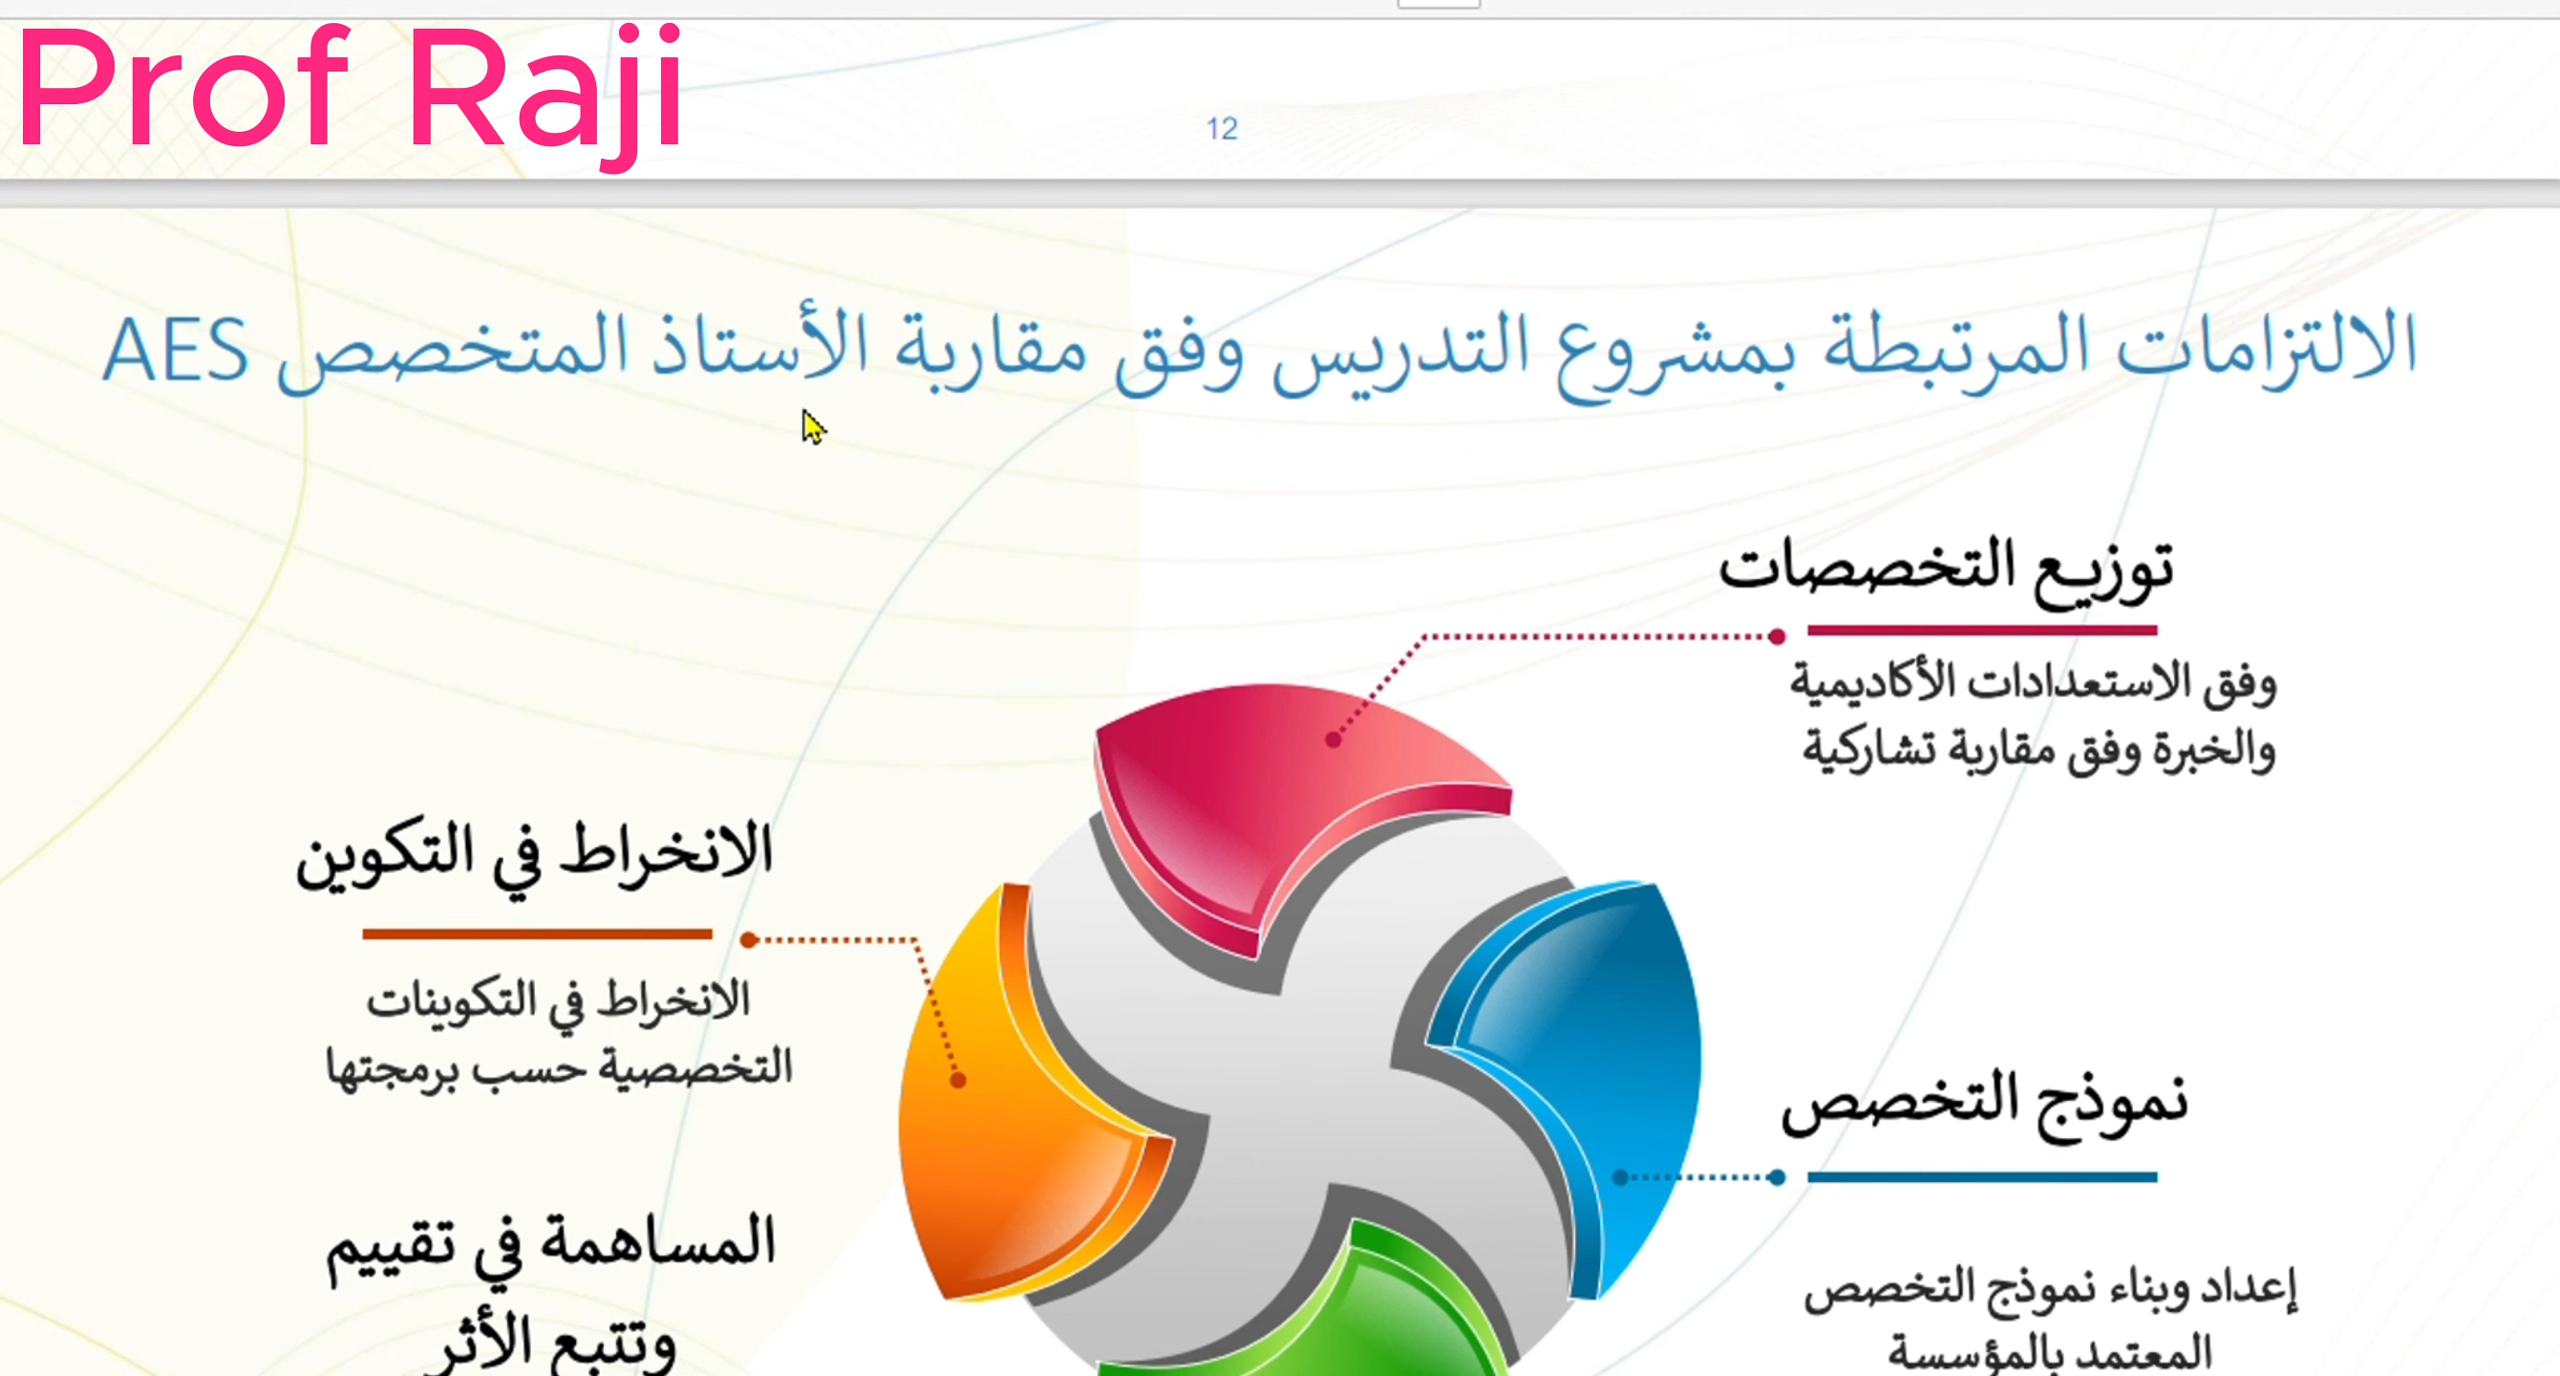 Prof Raji
12
الالتزامات المرتبطة بمشروع التدريس وفق مقاربة الأستاذ المتخصص AES
توزيع التخصصات
وفق الاستعدادات الأكاديمية
والخبرة وفق مقاربة تشاركية
الانخراط في التكوين
الانخراط في التكوينات
التخصصية حسب برمجتها
نموذج التخصص
إعداد وبناء نموذج التخصص
المعتمد بالمؤسسة
المساهمة في تقييم
وتتبع الأثر